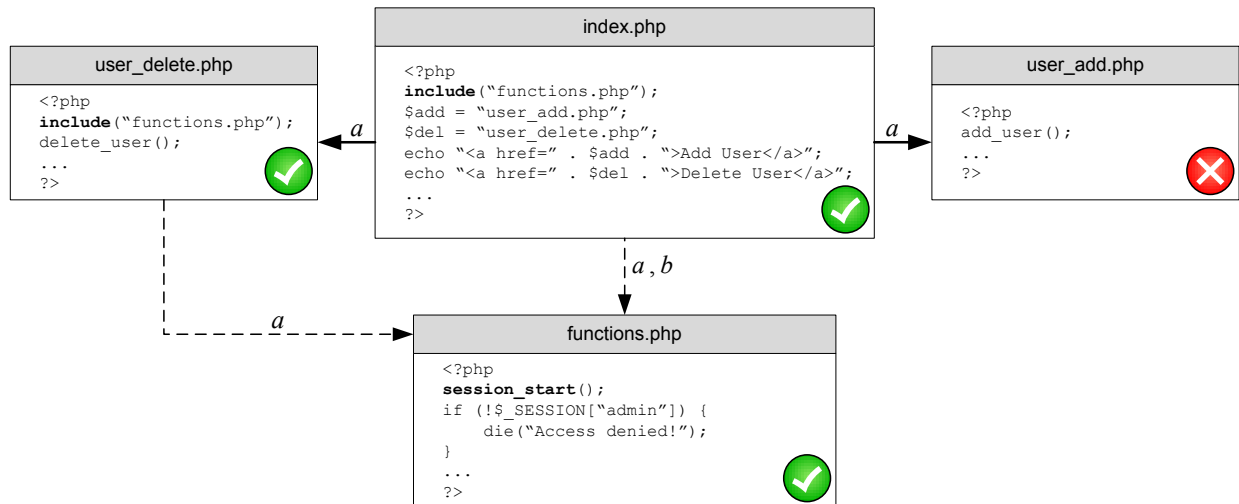 index.php
<?php
include(“functions.php”);
$add = “user_add.php”;
$del = “user_delete.php”;
echo “<a href=” . $add . “>Add User</a>”;
echo “<a href=” . $del . “>Delete User</a>”;
...
?>
user_delete.php
<?php
include(“functions.php”);
delete_user();
...
?>
a
a
user_add.php
<?php
add_user();
...
?>
a , b
a
functions.php
<?php
session_start();
if (!$_SESSION[“admin”]) {
die(“Access denied!”);
}
...
?>